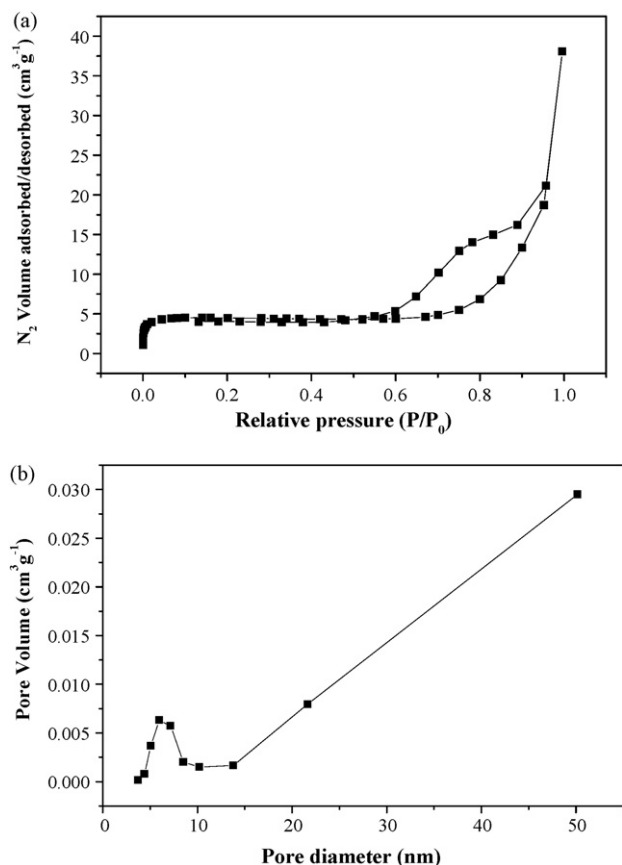 (a)
N₂ Volume adsorbed/desorbed (cm³g⁻¹)
40
35
30
25
20
15
10
5
0
0.0 0.2 0.4 0.6 0.8 1.0
Relative pressure (P/P₀)
(b)
Pore Volume (cm³g⁻¹)
0.030
0.025
0.020
0.015
0.010
0.005
0.000
0 10 20 30 40 50
Pore diameter (nm)